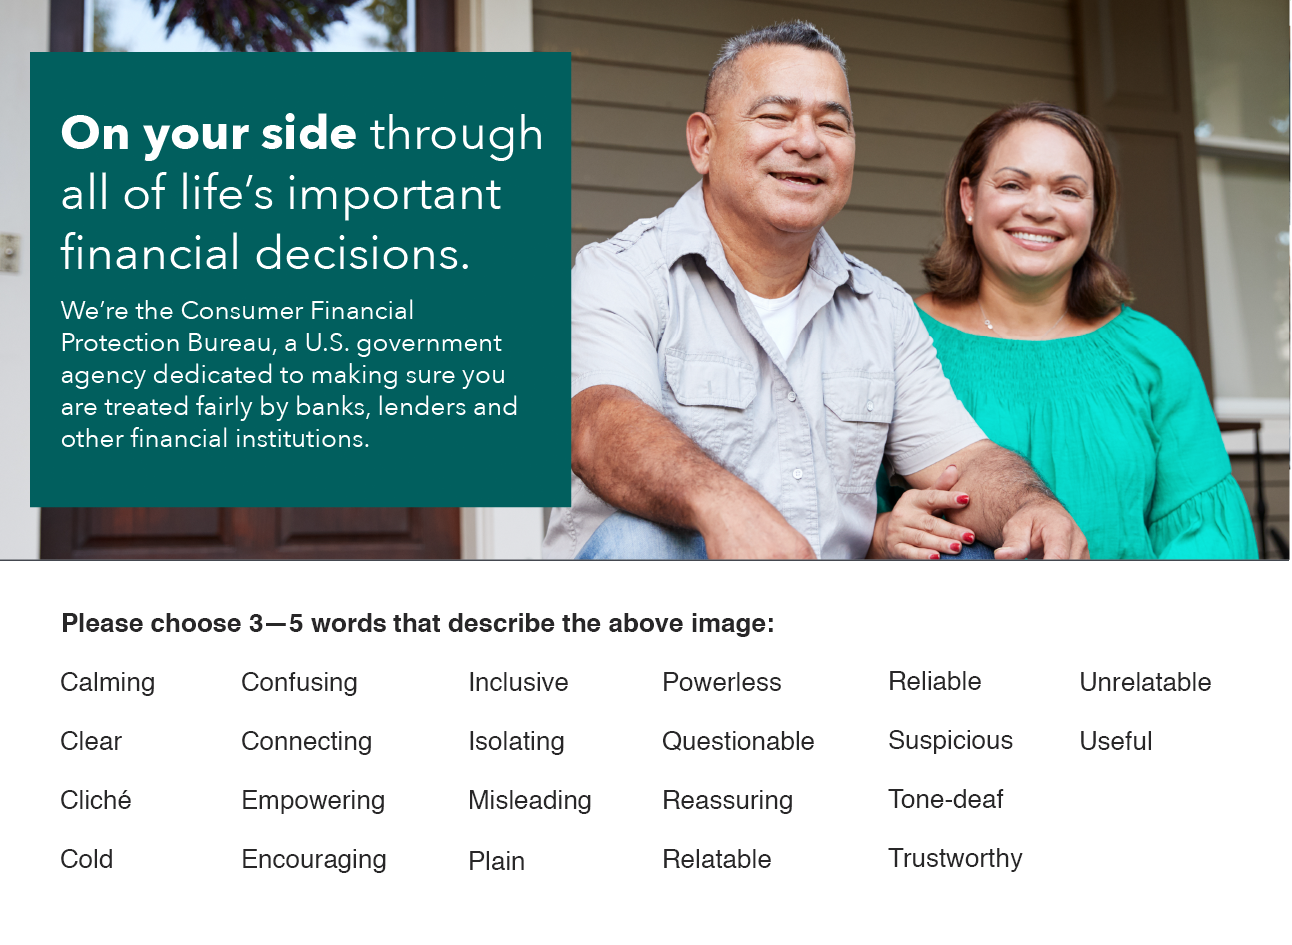 On your side through
all of life’s important
financial decisions.
We’re the Consumer Financial
Protection Bureau, a U.S. government
agency dedicated to making sure you
are treated fairly by banks, lenders and
other financial institutions.
Please choose 3—5 words that describe the above image:
Calming Confusing Inclusive Powerless Reliable Unrelatable
Clear Connecting Isolating Questionable Suspicious Useful
Cliché Empowering Misleading Reassuring Tone-deaf
Cold Encouraging Plain Relatable Trustworthy